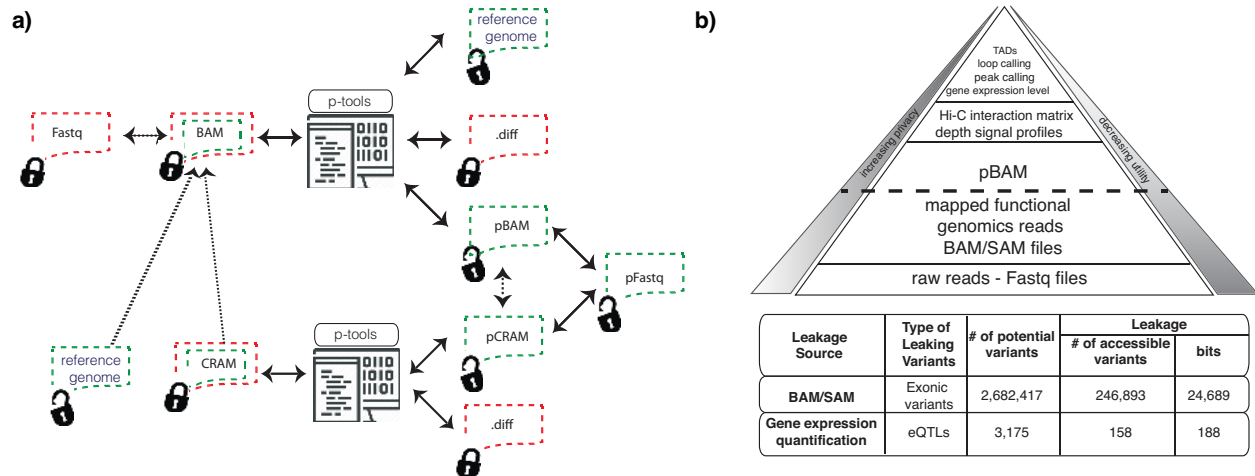 a)
reference
genome
p-tools
Fastq
BAM
0110
1101
.diff
pBAM
pFastq
p-tools
pCRAM
reference
genome
CRAM
0110
1101
.diff
b)
TADs
loop calling
peak calling
gene expression level
Hi-C interaction matrix
depth signal profiles
increasing privacy
decreasing utility
pBAM
mapped functional
genomics reads
BAM/SAM files
raw reads - Fastq files
Leakage
Source
Type of
Leaking
Variants
# of potential
variants
Leakage
# of accessible
variants
bits
BAM/SAM
Exonic
variants
2,682,417
246,893
24,689
Gene expression
quantification
eQTLs
3,175
158
188